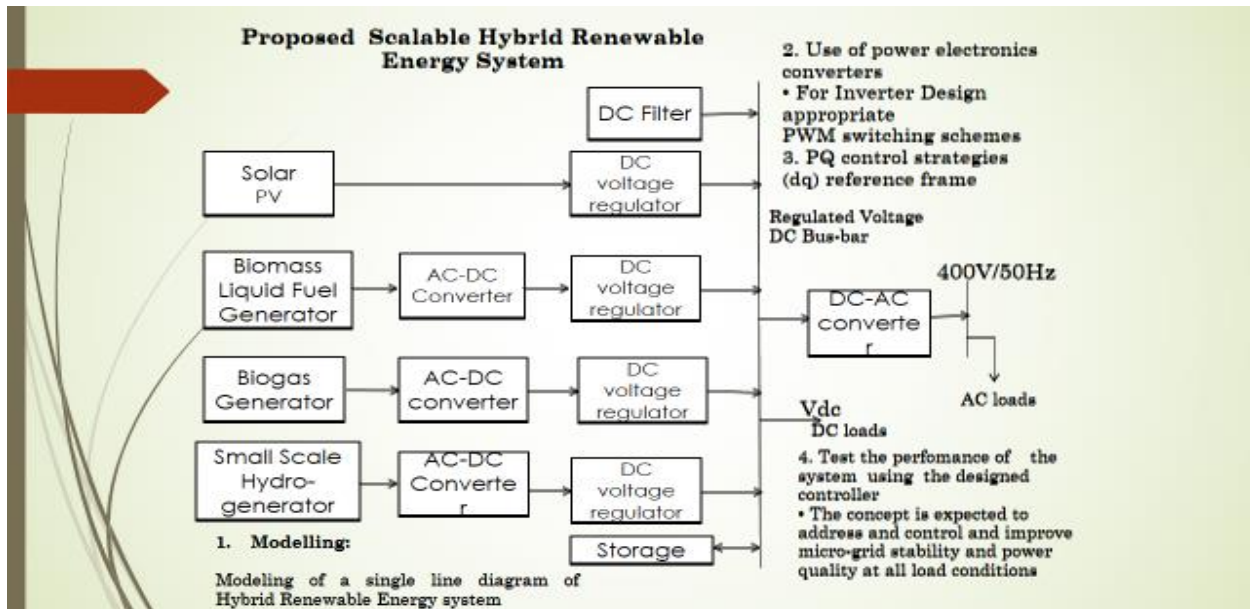 Proposed Scalable Hybrid Renewable
Energy System
DC Filter
Solar
PV
DC
voltage
regulator
Biomass
Liquid Fuel
Generator
AC-DC
Converter
DC
voltage
regulator
Biogas
Generator
AC-DC
converter
DC
voltage
regulator
Small Scale
Hydro-
generator
AC-DC
Converte
r
DC
voltage
regulator
Storage
1. Modelling:
Modeling of a single line diagram of
Hybrid Renewable Energy system
2. Use of power electronics
converters
• For Inverter Design
appropriate
PWM switching schemes
3. PQ control strategies
(dq) reference frame
Regulated Voltage
DC Bus-bar
400V/50Hz
DC-AC
converte
r
AC loads
Vdc
DC loads
4. Test the perfomance of the
system using the designed
controller
• The concept is expected to
address and control and improve
micro-grid stability and power
quality at all load conditions